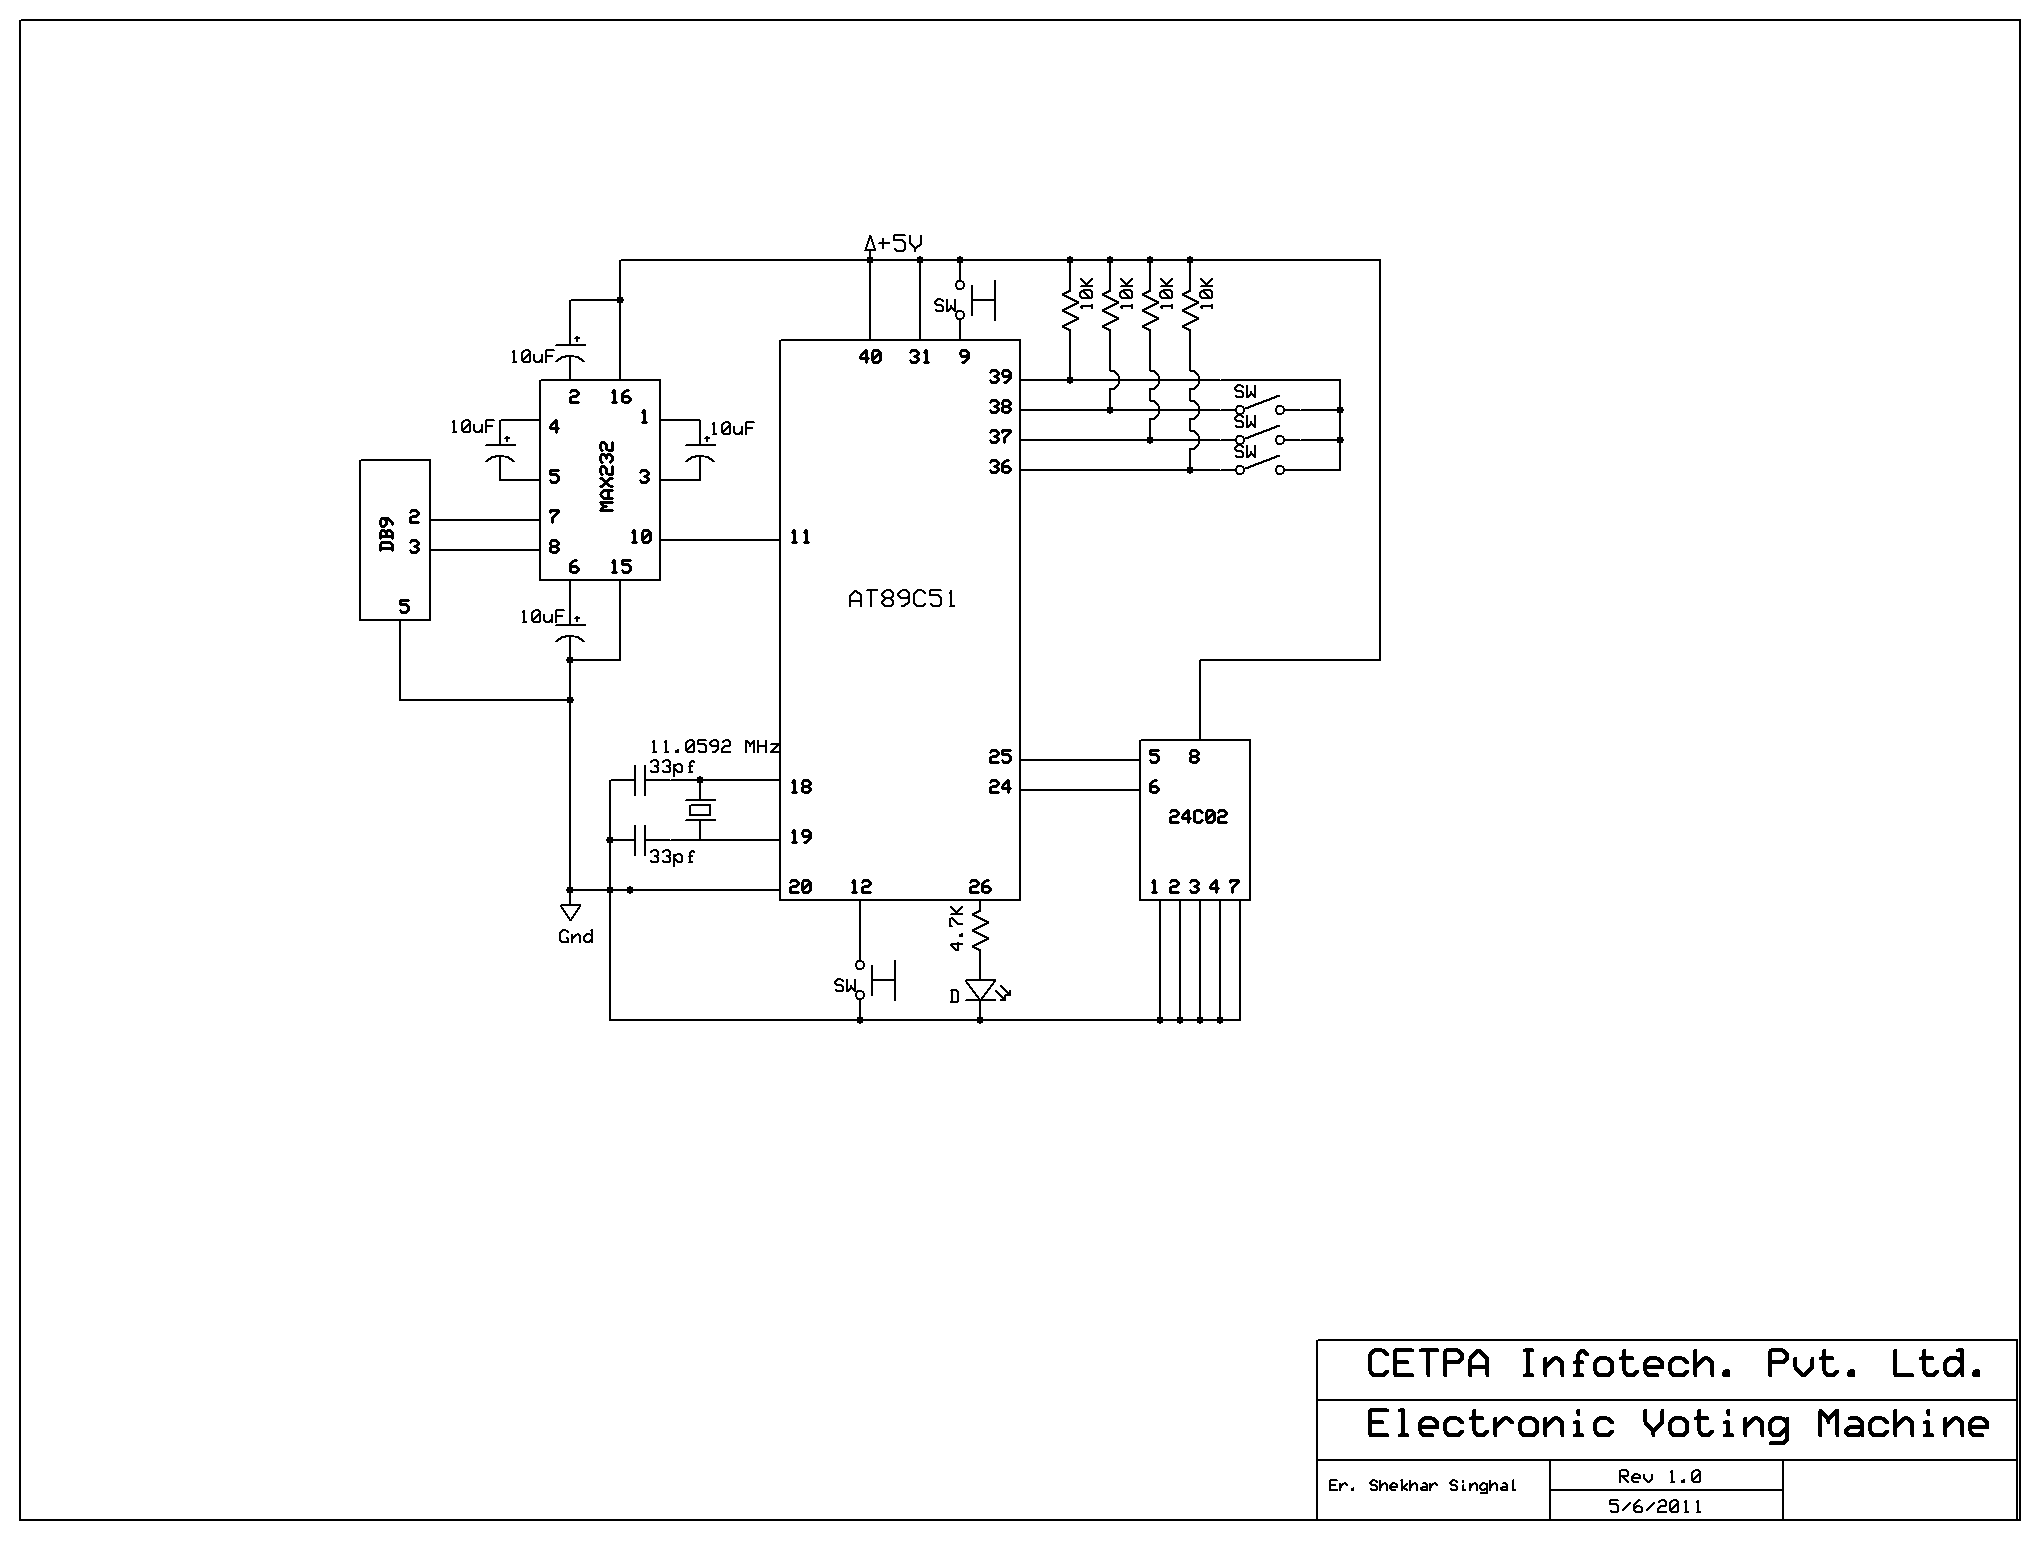 +5V
SW
10K
10K
10K
10K
10uF
40 31 9
39
38
37
36
SW
SW
SW
2 16
1
4
5
3
7
8
10
6 15
MAX232
10uF
10uF
10uF
DB9
2
3
5
11
AT89C51
11.0592 MHz
33pf
33pf
18
19
20 12 26
25
24
5 8
6
24C02
1 2 3 4 7
Gnd
4.7K
SW
D
CETPA Infotech. Pvt. Ltd.
Electronic Voting Machine
Er. Shekhar Singhal
Rev 1.0
5/6/2011